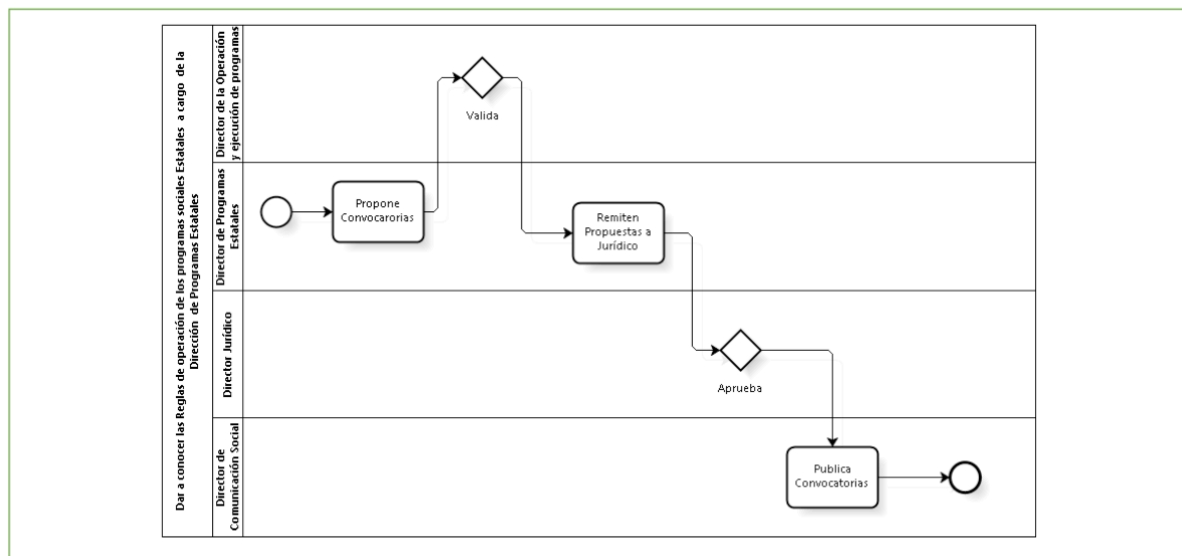 Dar a conocer las Reglas de operación de los programas sociales Estatales a cargo de la
Dirección de Programas Estatales
Director de la Operación
y ejecución de programas
Valida
Director de Programas
Estatales
Propone
Convocarorias
Remiten
Propuestas a
Jurídico
Director Jurídico
Aprueba
Director de
Comunicación Social
Publica
Convocatorias